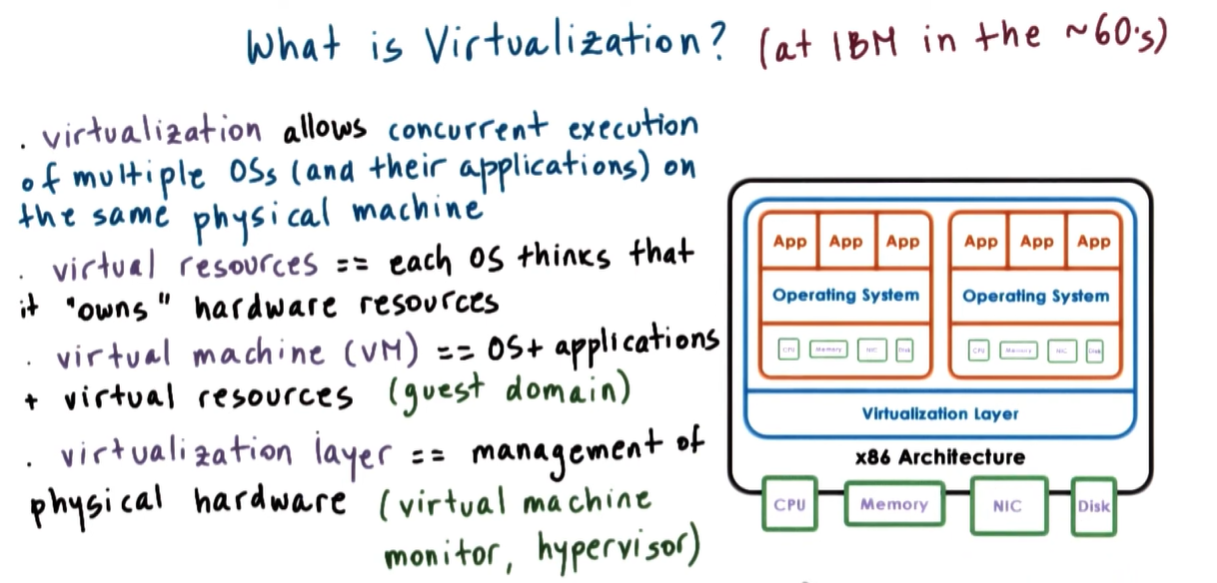 What is Virtualization? (at IBM in the ~60's)
. virtualization allows concurrent execution
of multiple OSs (and their applications) on
the same physical machine
. virtual resources == each OS thinks that
it "owns" hardware resources
. virtual machine (VM) == OS+ applications
+ virtual resources (guest domain)
. virtualization layer == management of
physical hardware (virtual machine
monitor, hypervisor)
App App App App App App
Operating System Operating System
CPU Memory NIC Disk CPU Memory NIC Disk
Virtualization Layer
x86 Architecture
CPU Memory NIC Disk